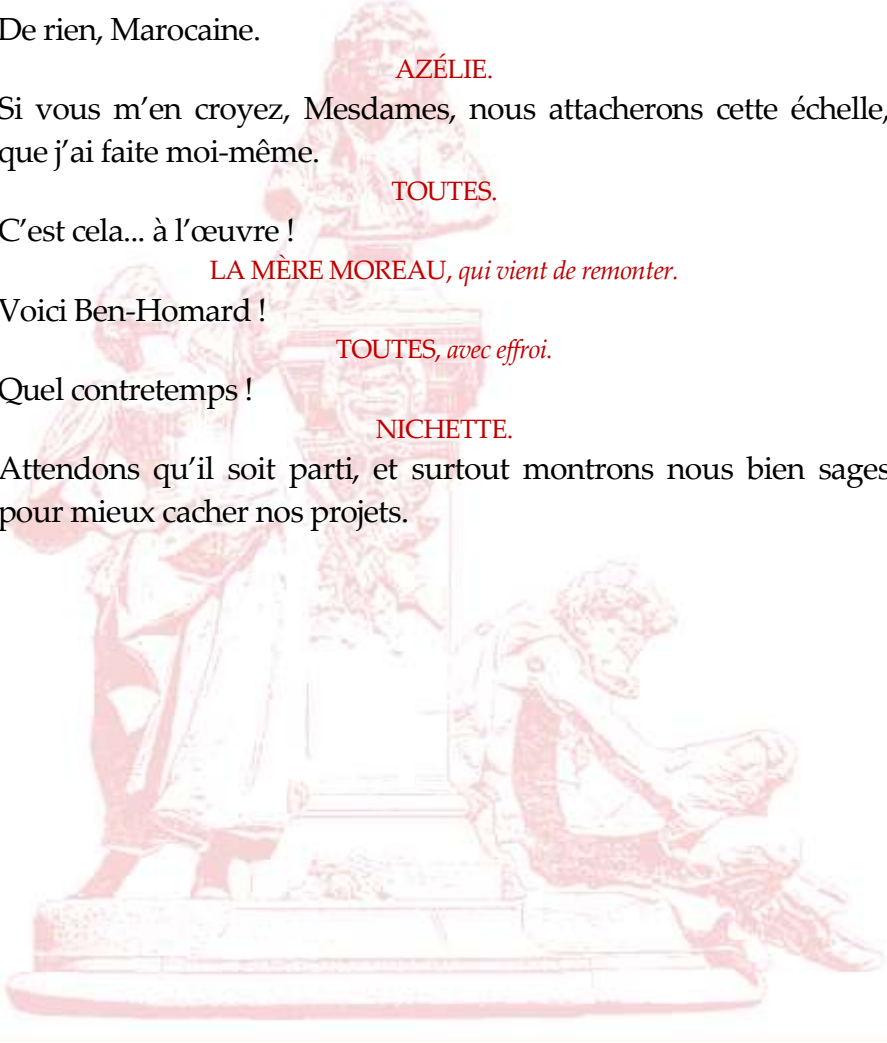 De rien, Marocaine.
AZÉLIE.
Si vous m’en croyez, Mesdames, nous attacherons cette échelle,
que j’ai faite moi-même.
TOUTES.
C’est cela... à l’œuvre !
LA MÈRE MOREAU, qui vient de remonter.
Voici Ben-Homard !
TOUTES, avec effroi.
Quel contretemps !
NICHETTE.
Attendons qu’il soit parti, et surtout montrons nous bien sages
pour mieux cacher nos projets.